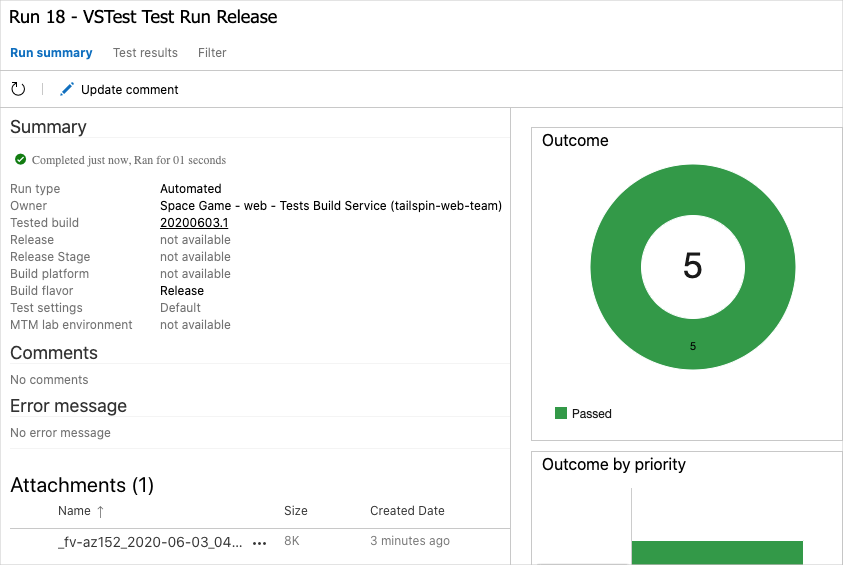 Run 18 - VSTest Test Run Release
Run summary Test results Filter
Update comment
Summary
Completed just now, Ran for 01 seconds
Run type Automated
Owner Space Game - web - Tests Build Service (tailspin-web-team)
Tested build 20200603.1
Release not available
Release Stage not available
Build platform not available
Build flavor Release
Test settings Default
MTM lab environment not available
Comments
No comments
Error message
No error message
Attachments (1)
Name ↑ Size Created Date
_fv-az152_2020-06-03_04... ••• 8K 3 minutes ago
Outcome
5
5
Passed
Outcome by priority